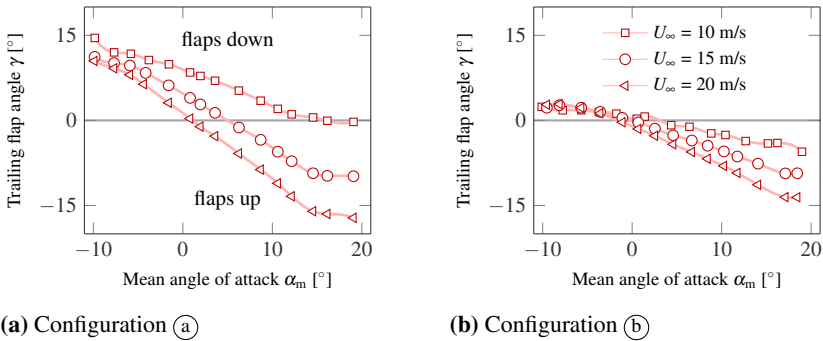 15
0
−15
−10
0
10
20
Trailing flap angle γ [°]
flaps down
flaps up
Mean angle of attack αm [°]
(a) Configuration ⓐ
15
0
−15
−10
0
10
20
Trailing flap angle γ [°]
U∞ = 10 m/s
U∞ = 15 m/s
U∞ = 20 m/s
Mean angle of attack αm [°]
(b) Configuration ⓑ